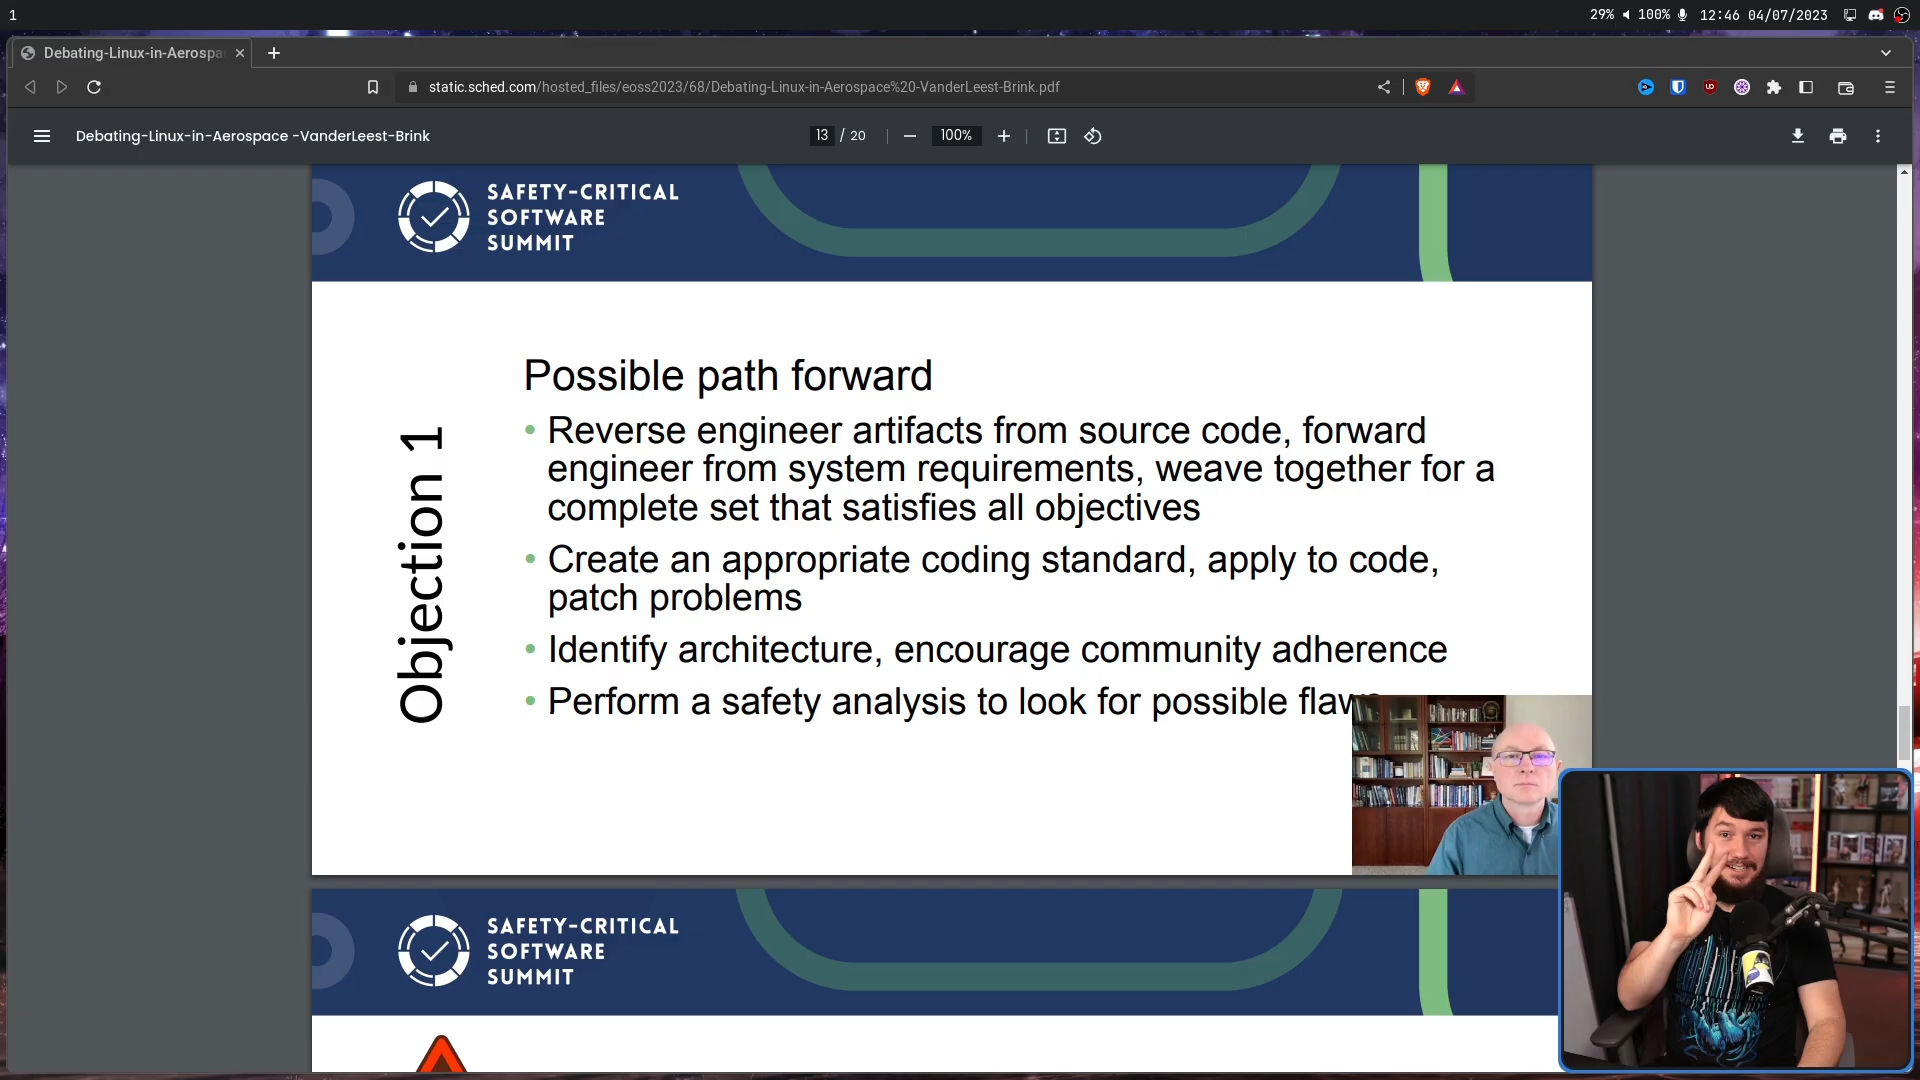 1
29% 100% 12:46 04/07/2023
Debating-Linux-in-Aerospa
static.sched.com/hosted_files/eoss2023/68/Debating-Linux-in-Aerospace%20-VanderLeest-Brink.pdf
Debating-Linux-in-Aerospace -VanderLeest-Brink
13 / 20
100%
SAFETY-CRITICAL
SOFTWARE
SUMMIT
Objection 1
Possible path forward
• Reverse engineer artifacts from source code, forward
engineer from system requirements, weave together for a
complete set that satisfies all objectives
• Create an appropriate coding standard, apply to code,
patch problems
• Identify architecture, encourage community adherence
• Perform a safety analysis to look for possible flaws
SAFETY-CRITICAL
SOFTWARE
SUMMIT